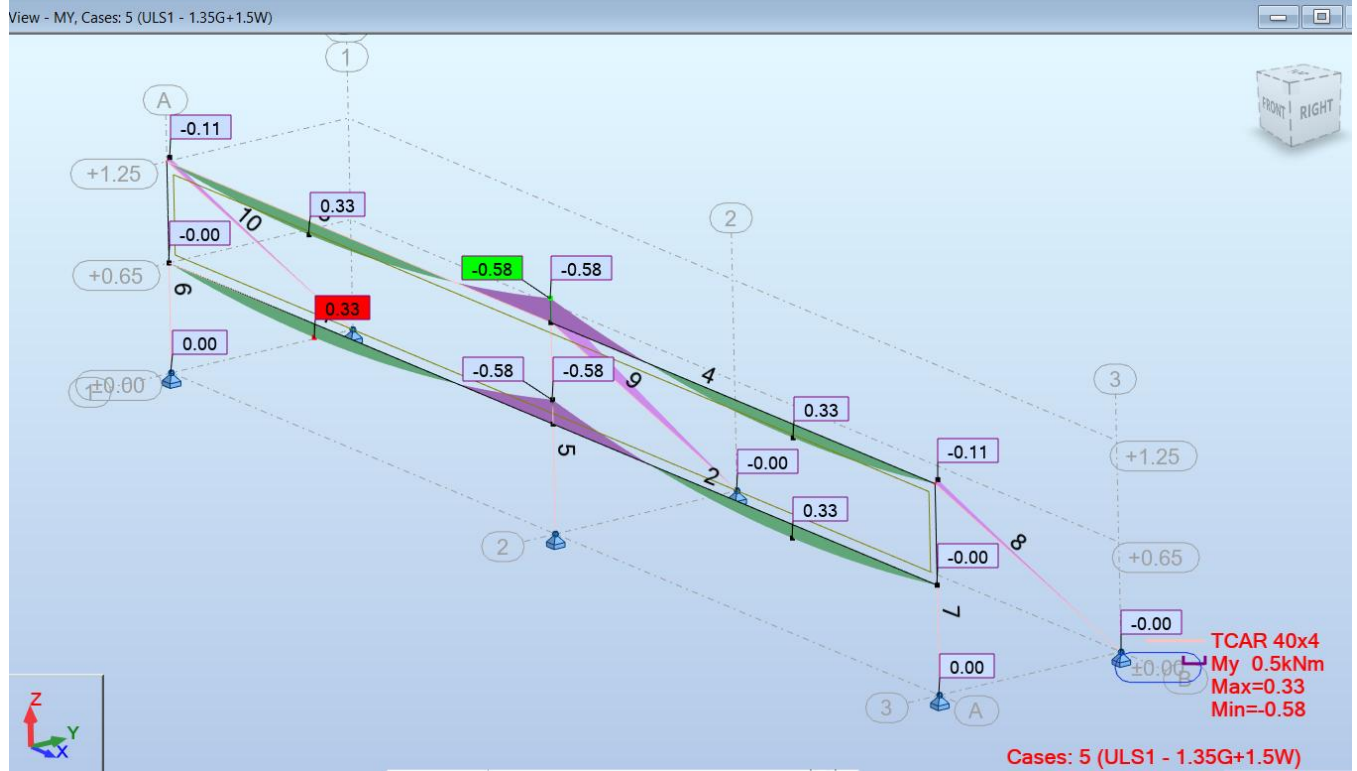 View - MY, Cases: 5 (ULS1 - 1.35G+1.5W)
1
A
-0.11
FRONT
RIGHT
+1.25
0.33
10
2
-0.00
+0.65
-0.58
-0.58
6
0.33
0.00
1
±0.00
-0.58
-0.58
9
4
3
0.33
-0.11
+1.25
5
-0.00
2
0.33
8
2
-0.00
+0.65
7
-0.00
0.00
±0.00
B
3
A
TCAR 40x4
My 0.5kNm
Max=0.33
Min=-0.58
Z
Y
X
Cases: 5 (ULS1 - 1.35G+1.5W)